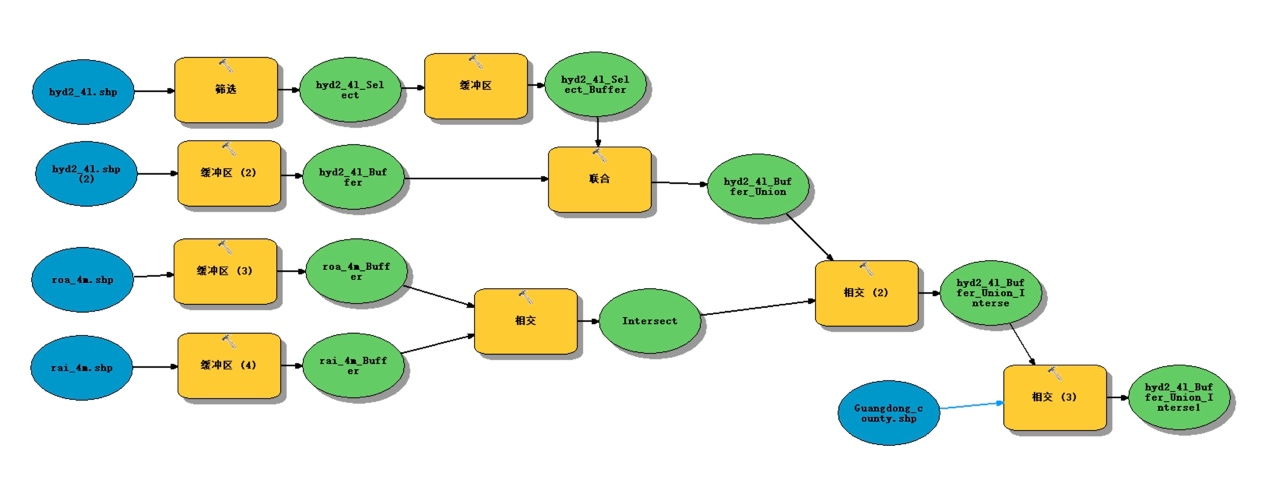 hyd2_4l.shp
筛选
hyd2_4l_Sel
ect
缓冲区
hyd2_4l_Sel
ect_Buffer
hyd2_4l.shp
(2)
缓冲区 (2)
hyd2_4l_Buf
fer
联合
hyd2_4l_Buf
fer_Union
roa_4m.shp
缓冲区 (3)
roa_4m_Buff
er
rai_4m.shp
缓冲区 (4)
rai_4m_Buff
er
相交
Intersect
相交 (2)
hyd2_4l_Buf
fer_Union_I
nterse
Guangdong_c
ounty.shp
相交 (3)
hyd2_4l_Buf
fer_Union_I
nterse1